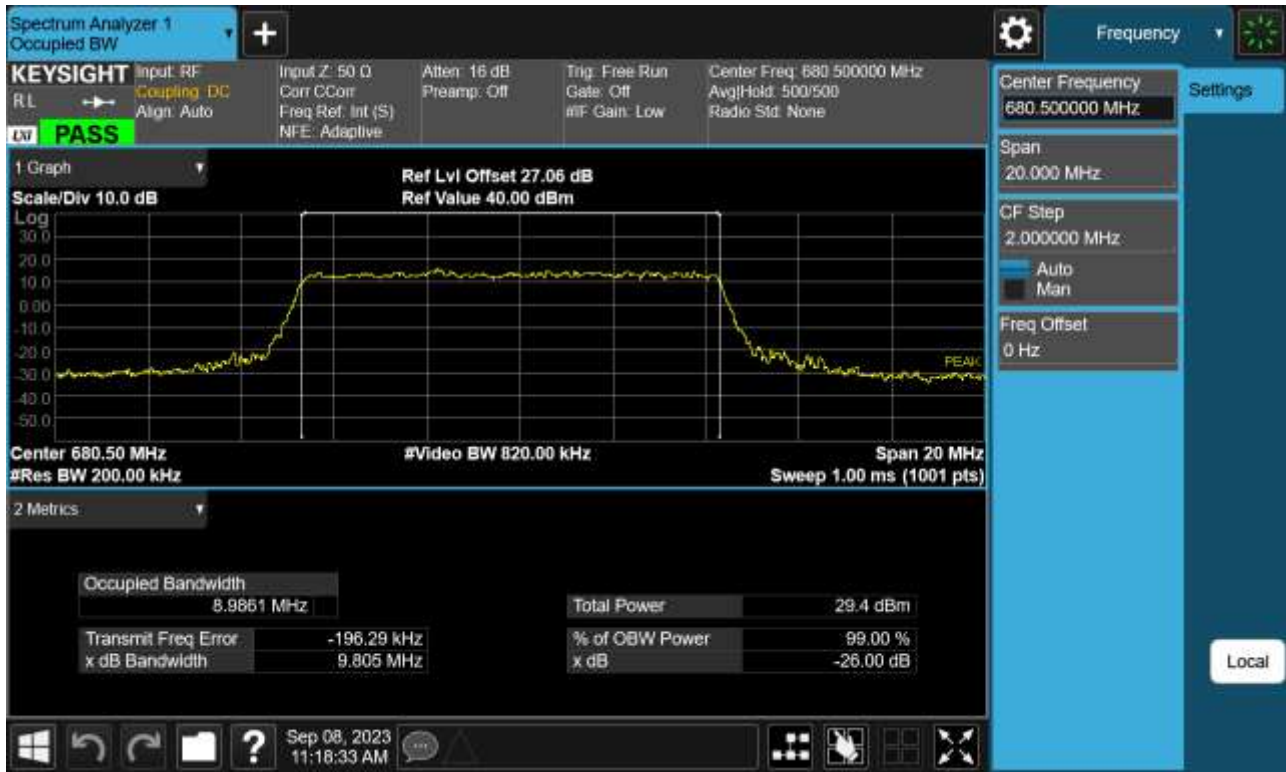 Spectrum Analyzer 1
Occupied BW
Frequency
KEYSIGHT
RL
PASS
Input: RF
Coupling: DC
Align: Auto
Input Z: 50 Ω
Corr CCorr
Freq Ref: Int (S)
NFE: Adaptive
Atten: 16 dB
Preamp: Off
Trig: Free Run
Gate: Off
#IF Gain: Low
Center Freq: 680.500000 MHz
Avg|Hold: 500/500
Radio Std: None
1 Graph
Scale/Div 10.0 dB
Ref Lvl Offset 27.06 dB
Ref Value 40.00 dBm
Log
30.0
20.0
10.0
0.00
-10.0
-20.0
-30.0
-40.0
-50.0
PEAK
Center 680.50 MHz
#Video BW 820.00 kHz
Span 20 MHz
#Res BW 200.00 kHz
Sweep 1.00 ms (1001 pts)
2 Metrics
Occupied Bandwidth
8.9861 MHz
Total Power 29.4 dBm
Transmit Freq Error -196.29 kHz
% of OBW Power 99.00 %
x dB Bandwidth 9.805 MHz
x dB -26.00 dB
Center Frequency
680.500000 MHz
Settings
Span
20.000 MHz
CF Step
2.000000 MHz
Auto
Man
Freq Offset
0 Hz
Local
?
Sep 08, 2023
11:18:33 AM